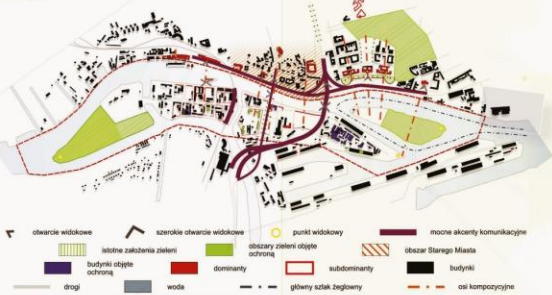 otwarcie widokowe szerokie otwarcie widokowe punkt widokowy mocne akcenty komunikacyjne
istotne założenia zieleni obszary zieleni objęte ochroną obszar Starego Miasta
budynki objęte ochroną dominanty subdominanty budynki
drogi woda główny szlak żeglowny osi kompozycyjne